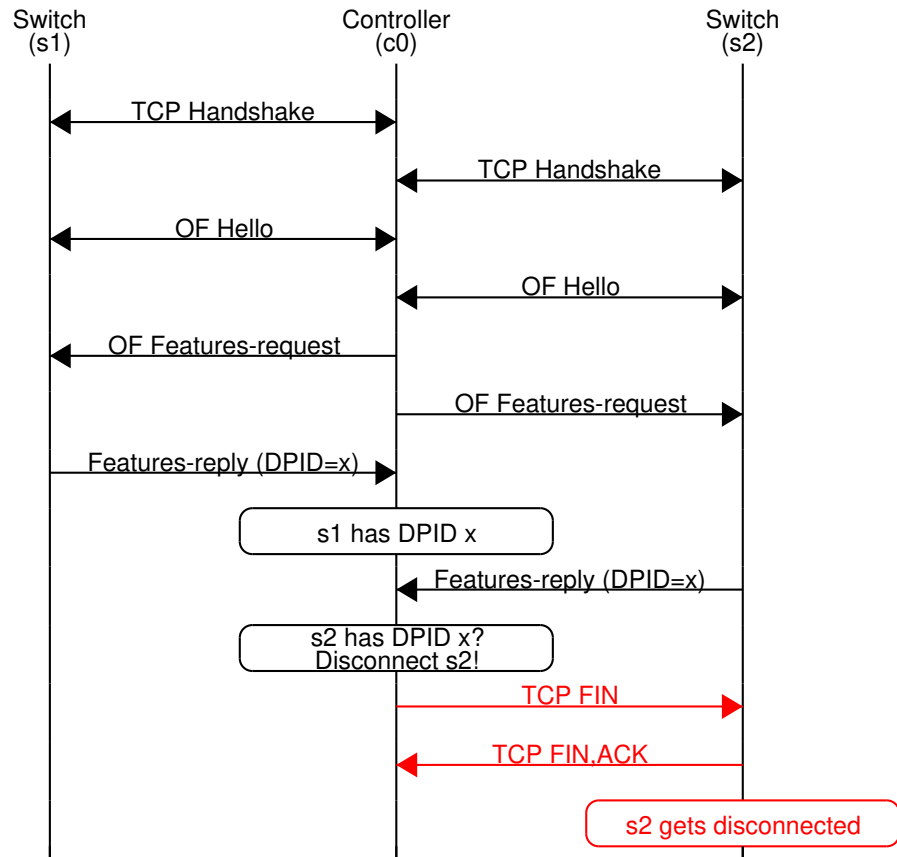 Switch
(s1)
Controller
(c0)
Switch
(s2)
TCP Handshake
TCP Handshake
OF Hello
OF Hello
OF Features-request
OF Features-request
Features-reply (DPID=x)
s1 has DPID x
Features-reply (DPID=x)
s2 has DPID x?
Disconnect s2!
TCP FIN
TCP FIN,ACK
s2 gets disconnected